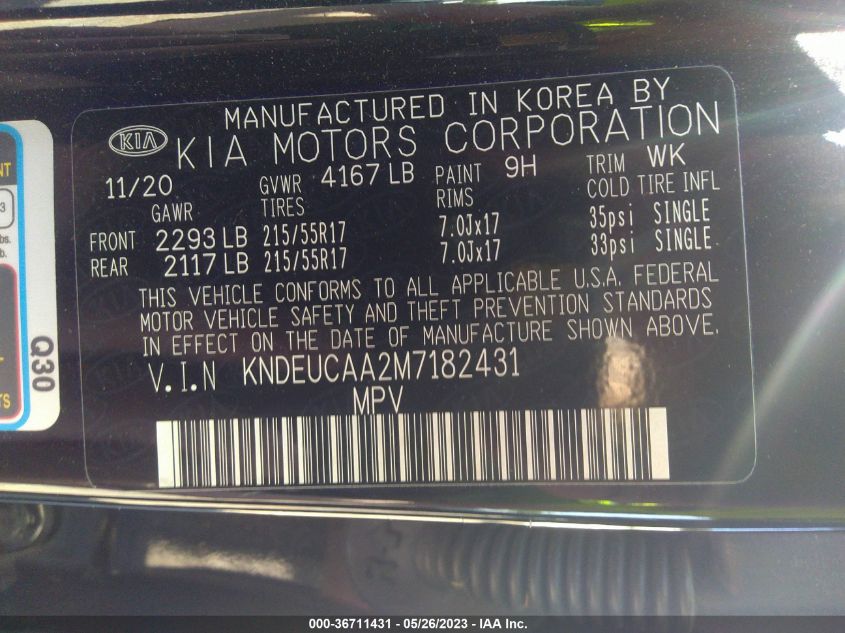 MANUFACTURED IN KOREA BY
KIA KIA MOTORS CORPORATION
11/20 GVWR 4167 LB PAINT 9H TRIM WK
GAWR TIRES RIMS COLD TIRE INFL
FRONT 2293 LB 215/55R17 7.0Jx17 35psi SINGLE
REAR 2117 LB 215/55R17 7.0Jx17 33psi SINGLE
THIS VEHICLE CONFORMS TO ALL APPLICABLE U.S.A. FEDERAL
MOTOR VEHICLE SAFETY AND THEFT PREVENTION STANDARDS
IN EFFECT ON THE DATE OF MANUFACTURE SHOWN ABOVE.
V.I.N KNDEUCAA2M7182431
MPV
Q30
000-36711431 - 05/26/2023 - IAA Inc.